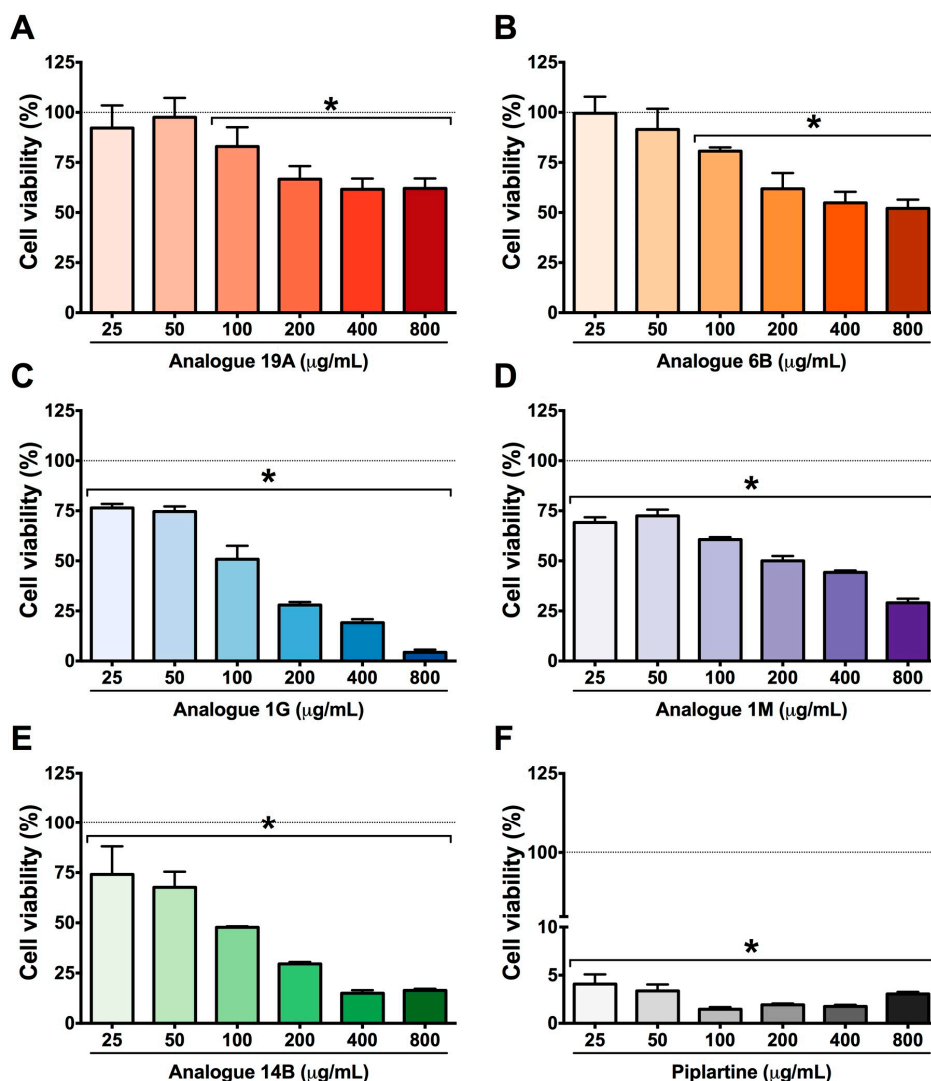 A
Cell viability (%)
125
100
75
50
25
0
*
25 50 100 200 400 800
Analogue 19A (μg/mL)
B
Cell viability (%)
125
100
75
50
25
0
*
25 50 100 200 400 800
Analogue 6B (μg/mL)
C
Cell viability (%)
125
100
75
50
25
0
*
25 50 100 200 400 800
Analogue 1G (μg/mL)
D
Cell viability (%)
125
100
75
50
25
0
*
25 50 100 200 400 800
Analogue 1M (μg/mL)
E
Cell viability (%)
125
100
75
50
25
0
*
25 50 100 200 400 800
Analogue 14B (μg/mL)
F
Cell viability (%)
125
100
10
5
0
*
25 50 100 200 400 800
Piplartine (μg/mL)